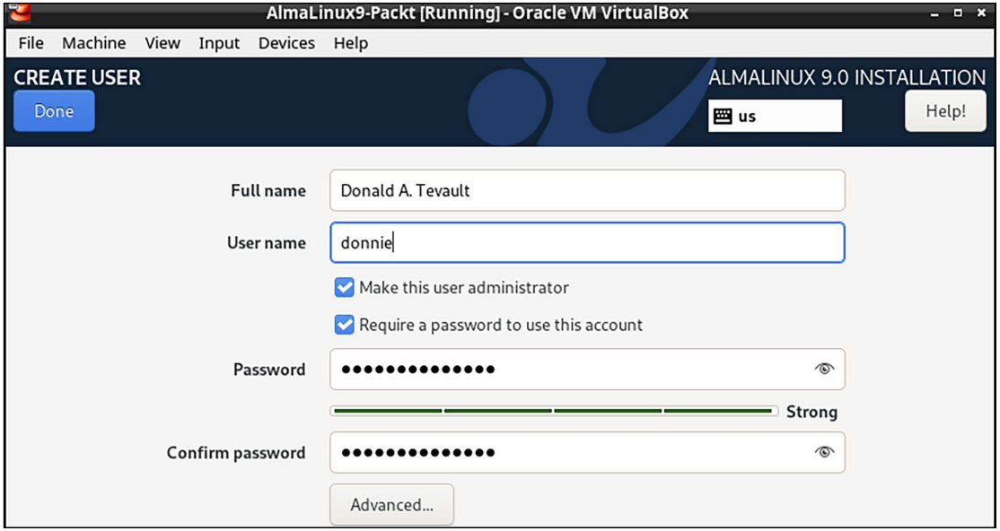 AlmaLinux9-Packt [Running] - Oracle VM VirtualBox
File Machine View Input Devices Help
CREATE USER
ALMALINUX 9.0 INSTALLATION
Done
us
Help!
Full name Donald A. Tevault
User name donnie
Make this user administrator
Require a password to use this account
Password ••••••••••••••
Strong
Confirm password ••••••••••••••
Advanced...